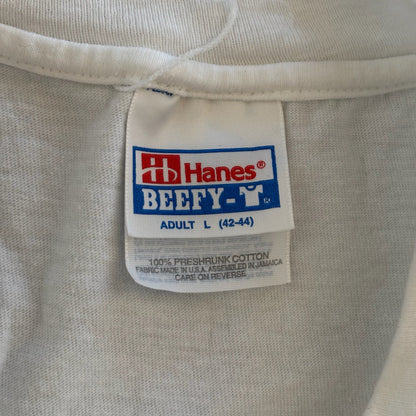 Hanes®
BEEFY-T
ADULT L (42-44)
100% PRESHRUNK COTTON
FABRIC MADE IN U.S.A. ASSEMBLED IN JAMAICA
CARE ON REVERSE